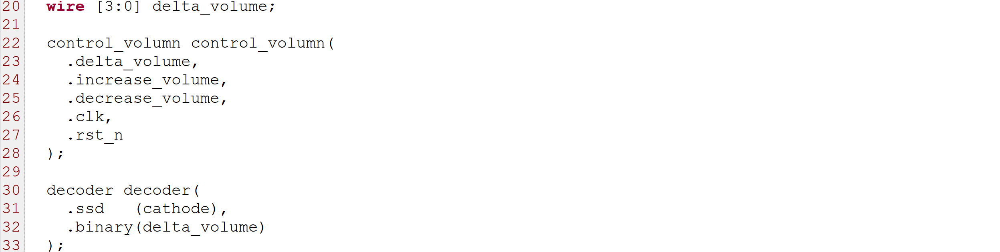 20 wire [3:0] delta_volume;
21
22 control_volumn control_volumn(
23 .delta_volume,
24 .increase_volume,
25 .decrease_volume,
26 .clk,
27 .rst_n
28 );
29
30 decoder decoder(
31 .ssd   (cathode),
32 .binary(delta_volume)
33 );